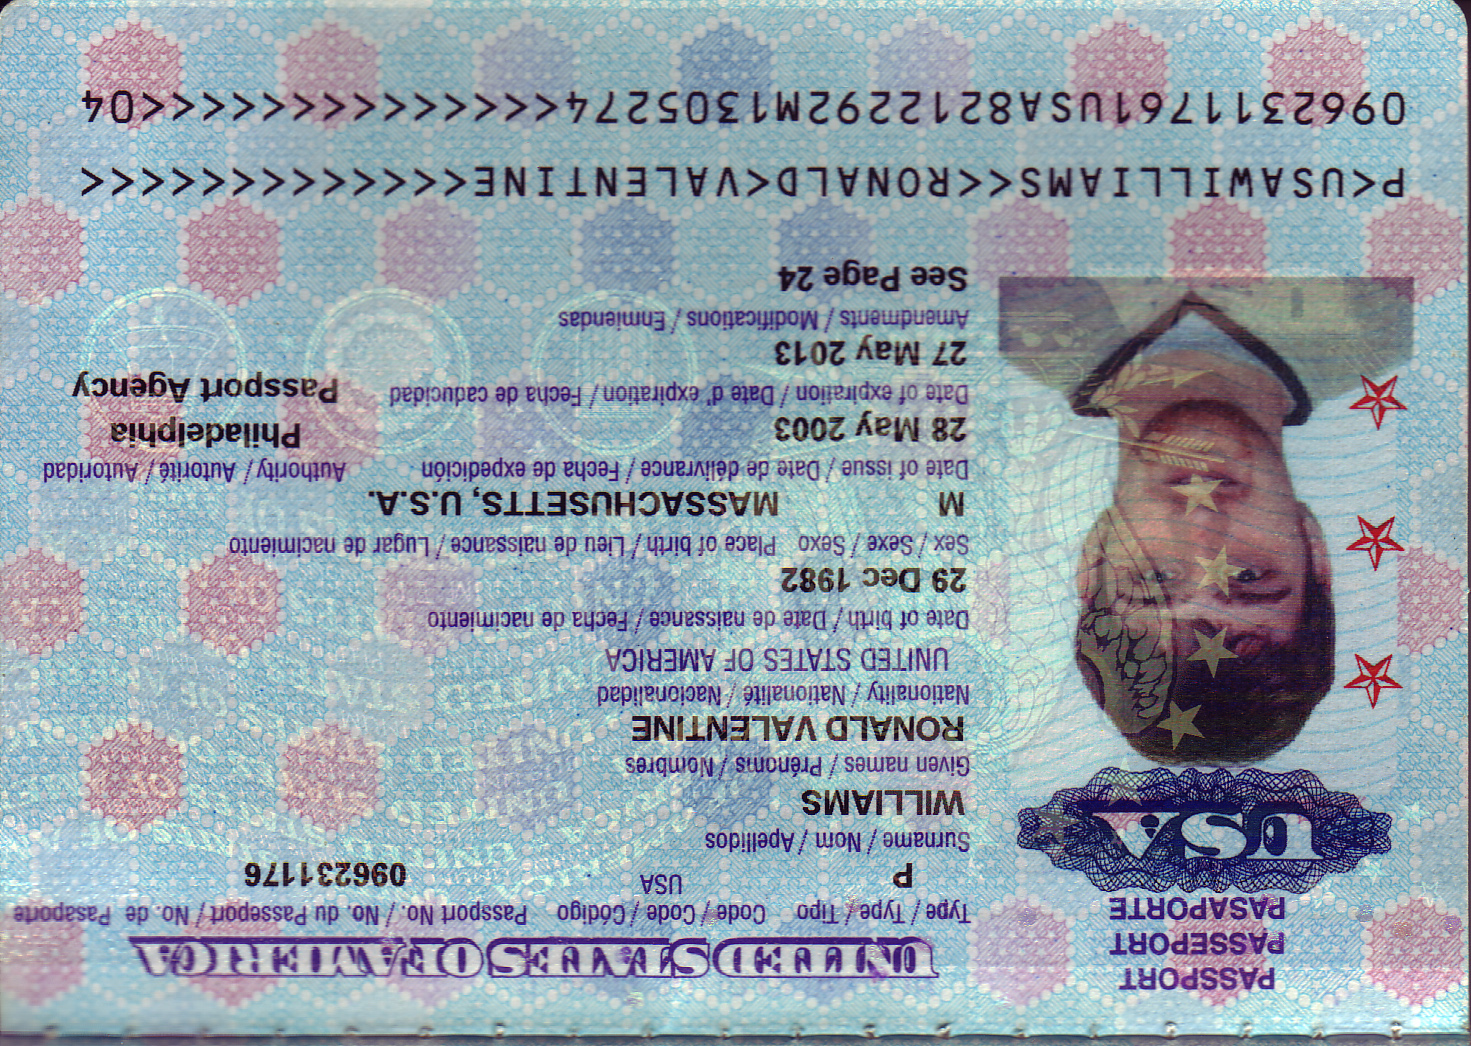 PASSPORT
PASSEPORT
PASAPORTE
USA
UNITED STATES OF AMERICA
Type / Type / Tipo Code / Code / Código Passport No. / No. du Passeport / No. de Pasaporte
P USA 096231176
Surname / Nom / Apellidos
WILLIAMS
Given names / Prénoms / Nombres
RONALD VALENTINE
Nationality / Nationalité / Nacionalidad
UNITED STATES OF AMERICA
Date of birth / Date de naissance / Fecha de nacimiento
29 Dec 1982
Sex / Sexe / Sexo Place of birth / Lieu de naissance / Lugar de nacimiento
M MASSACHUSETTS, U.S.A.
Date of issue / Date de délivrance / Fecha de expedición Authority / Autorité / Autoridad
28 May 2003 Philadelphia
Date of expiration / Date d' expiration / Fecha de caducidad Passport Agency
27 May 2013
Amendments / Modifications / Enmiendas
See Page 24
P<USAWILLIAMS<<RONALD<VALENTINE<<<<<<<<<<<<<
0962311761USA8212292M1305274<<<<<<<<<<<<<<04